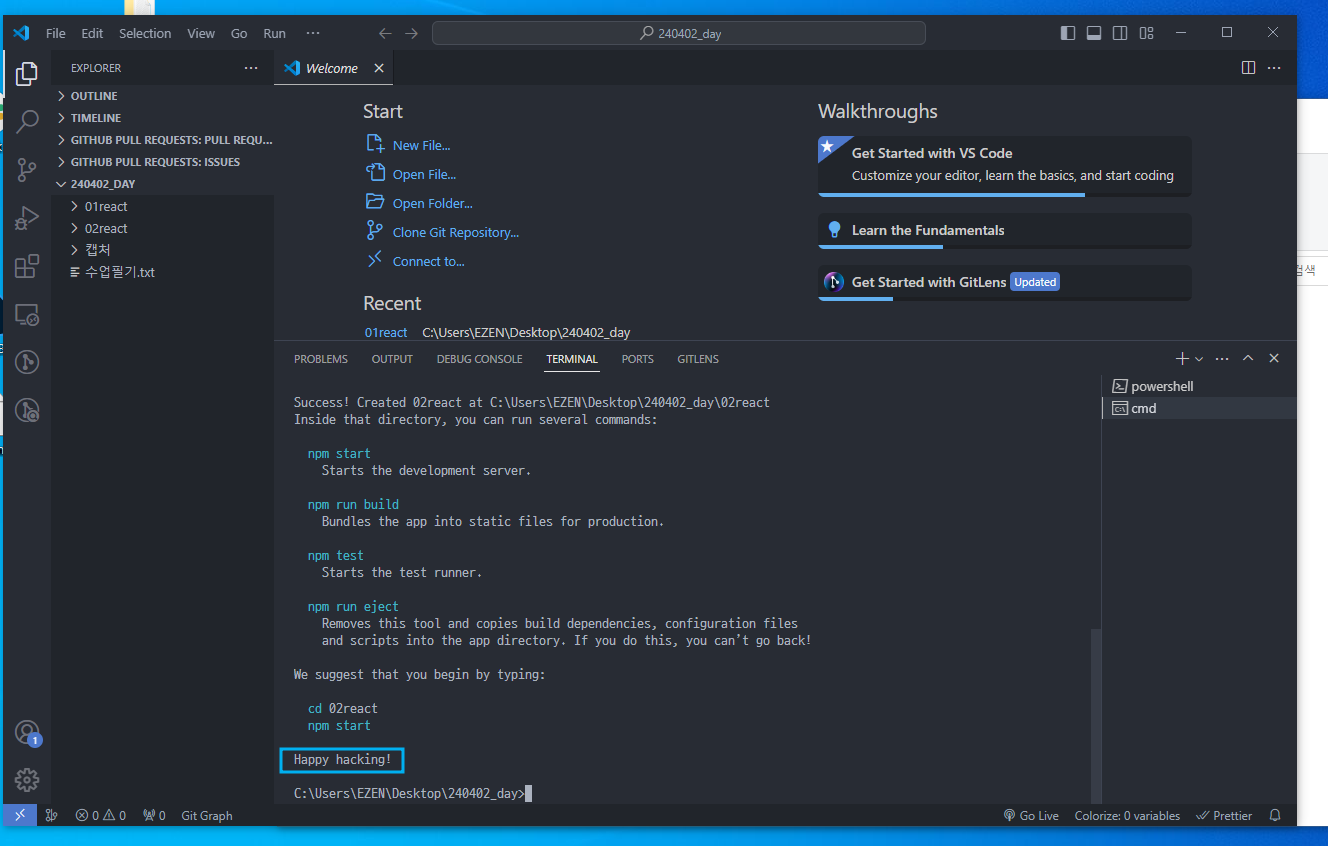 File Edit Selection View Go Run ··· 240402_day
EXPLORER ···
OUTLINE
TIMELINE
GITHUB PULL REQUESTS: PULL REQU...
GITHUB PULL REQUESTS: ISSUES
240402_DAY
01react
02react
캡처
수업필기.txt
Welcome
Start
New File...
Open File...
Open Folder...
Clone Git Repository...
Connect to...
Recent
01react C:\Users\EZEN\Desktop\240402_day
Walkthroughs
Get Started with VS Code
Customize your editor, learn the basics, and start coding
Learn the Fundamentals
Get Started with GitLens Updated
PROBLEMS OUTPUT DEBUG CONSOLE TERMINAL PORTS GITLENS
powershell
cmd
Success! Created 02react at C:\Users\EZEN\Desktop\240402_day\02react
Inside that directory, you can run several commands:
npm start
Starts the development server.
npm run build
Bundles the app into static files for production.
npm test
Starts the test runner.
npm run eject
Removes this tool and copies build dependencies, configuration files
and scripts into the app directory. If you do this, you can’t go back!
We suggest that you begin by typing:
cd 02react
npm start
Happy hacking!
C:\Users\EZEN\Desktop\240402_day>
1
0 0 0 Git Graph Go Live Colorize: 0 variables Prettier